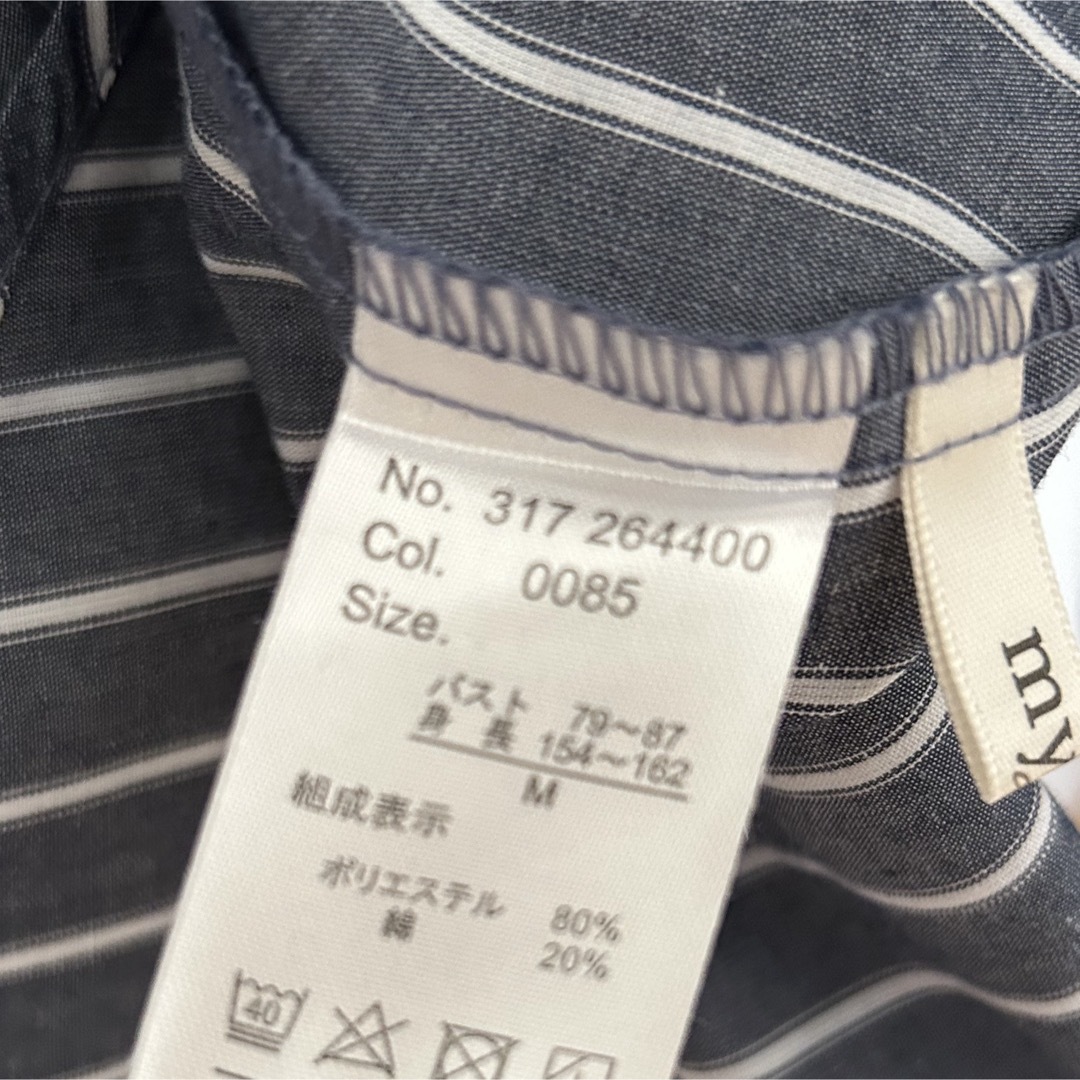 No. 317 264400
Col. 0085
Size.
バスト 79～87
身 長 154～162
M
組成表示
ポリエステル 80%
綿 20%
40
my